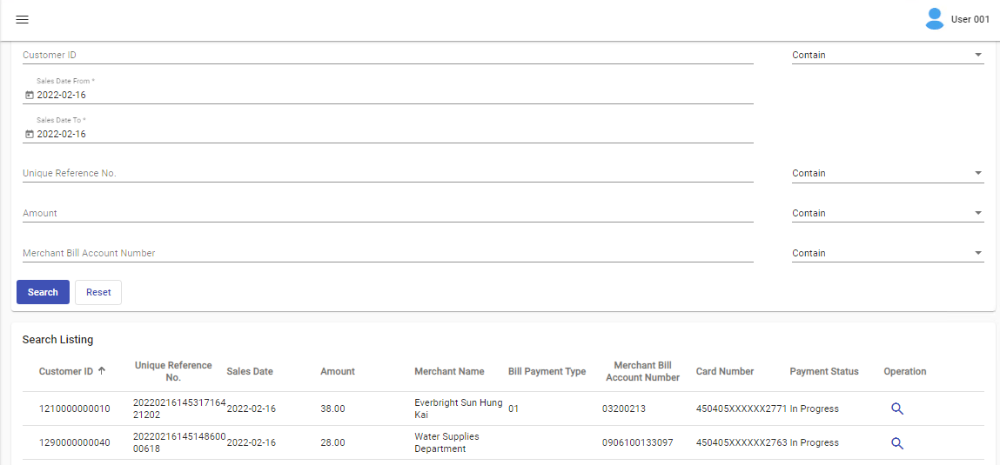 User 001
Customer ID
Contain
Sales Date From *
2022-02-16
Sales Date To *
2022-02-16
Unique Reference No.
Contain
Amount
Contain
Merchant Bill Account Number
Contain
Search
Reset
Search Listing
Customer ID
Unique Reference
No.
Sales Date
Amount
Merchant Name
Bill Payment Type
Merchant Bill
Account Number
Card Number
Payment Status
Operation
1210000000010
20220216145317164
21202
2022-02-16
38.00
Everbright Sun Hung
Kai
01
03200213
450405XXXXXX2771
In Progress
1290000000040
20220216145148600
00618
2022-02-16
28.00
Water Supplies
Department
0906100133097
450405XXXXXX2763
In Progress